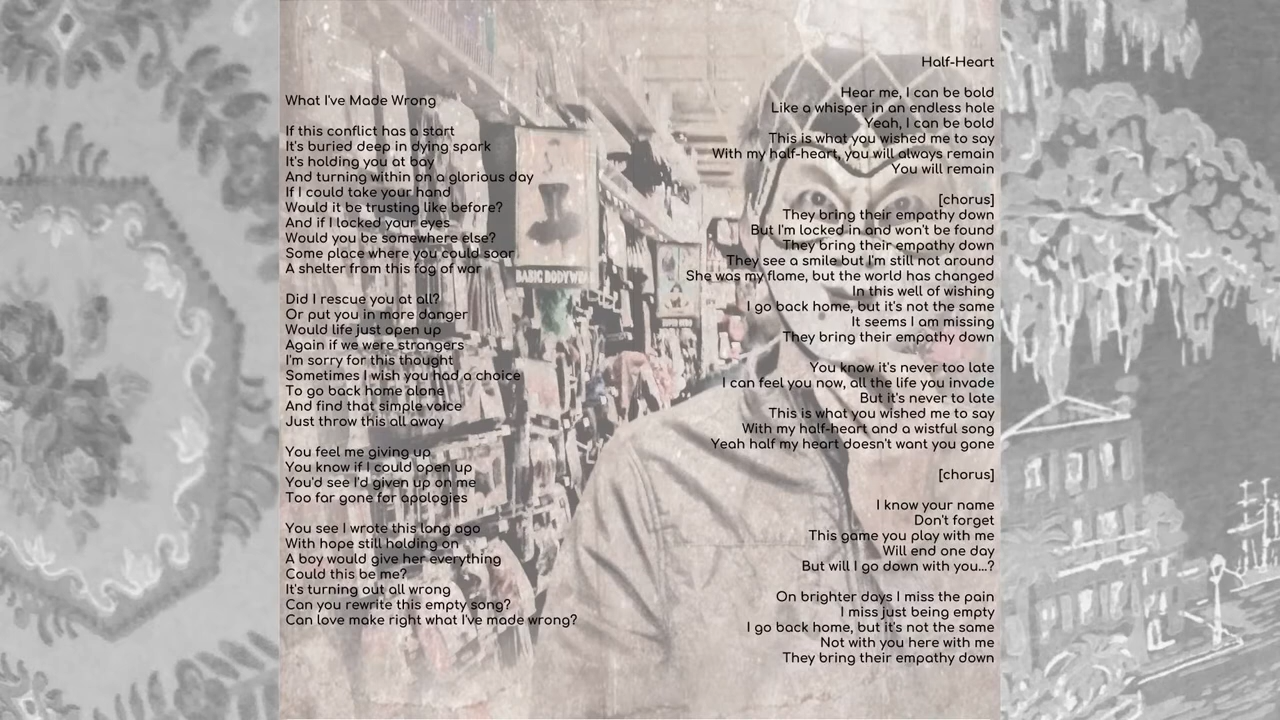 What I've Made Wrong

If this conflict has a start
It's buried deep in dying spark
It's holding you at bay
And turning within on a glorious day
If I could take your hand
Would it be trusting like before?
And if I locked your eyes
Would you be somewhere else?
Some place where you could soar
A shelter from this fog of war

Did I rescue you at all?
Or put you in more danger
Would life just open up
Again if we were strangers
I'm sorry for this thought
Sometimes I wish you had a choice
To go back home alone
And find that simple voice
Just throw this all away

You feel me giving up
You know if I could open up
You'd see I'd given up on me
Too far gone for apologies

You see I wrote this long ago
With hope still holding on
A boy would give her everything
Could this be me?
It's turning out all wrong
Can you rewrite this empty song?
Can love make right what I've made wrong?

BASIC BODYWEAR

Half-Heart

Hear me, I can be bold
Like a whisper in an endless hole
Yeah, I can be bold
This is what you wished me to say
With my half-heart, you will always remain
You will remain

[chorus]
They bring their empathy down
But I'm locked in and won't be found
They bring their empathy down
They see a smile but I'm still not around
She was my flame, but the world has changed
In this well of wishing
I go back home, but it's not the same
It seems I am missing
They bring their empathy down

You know it's never too late
I can feel you now, all the life you invade
But it's never to late
This is what you wished me to say
With my half-heart and a wistful song
Yeah half my heart doesn't want you gone

[chorus]

I know your name
Don't forget
This game you play with me
Will end one day
But will I go down with you...?

On brighter days I miss the pain
I miss just being empty
I go back home, but it's not the same
Not with you here with me
They bring their empathy down